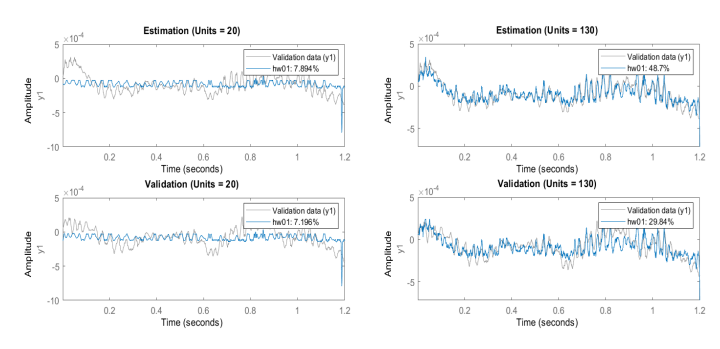 Estimation (Units = 20)
×10⁻⁴
5
0
-5
-10
Amplitude
y1
Validation data (y1)
hw01: 7.894%
0.2
0.4
0.6
0.8
1
1.2
Time (seconds)
Estimation (Units = 130)
×10⁻⁴
5
0
-5
Amplitude
y1
Validation data (y1)
hw01: 48.7%
0.2
0.4
0.6
0.8
1
1.2
Time (seconds)
Validation (Units = 20)
×10⁻⁴
5
0
-5
-10
Amplitude
y1
Validation data (y1)
hw01: 7.196%
0.2
0.4
0.6
0.8
1
1.2
Time (seconds)
Validation (Units = 130)
×10⁻⁴
5
0
-5
Amplitude
y1
Validation data (y1)
hw01: 29.84%
0.2
0.4
0.6
0.8
1
1.2
Time (seconds)